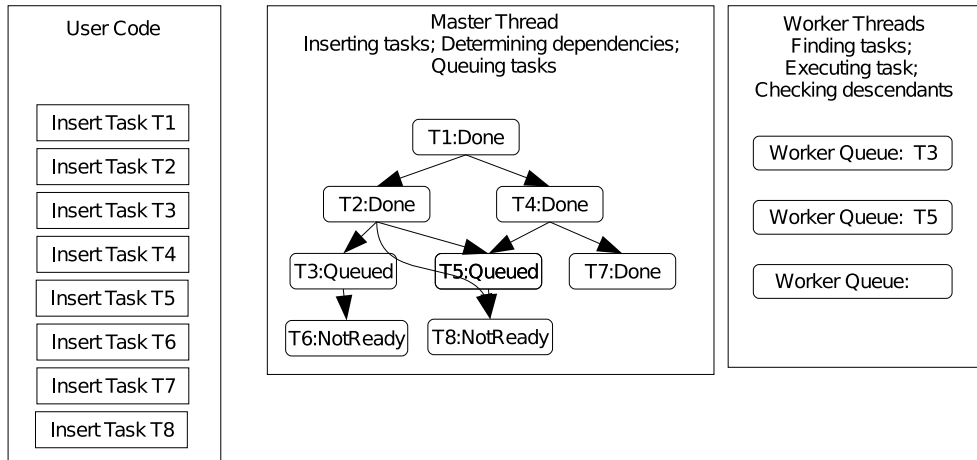 User Code
Insert Task T1
Insert Task T2
Insert Task T3
Insert Task T4
Insert Task T5
Insert Task T6
Insert Task T7
Insert Task T8
Master Thread
Inserting tasks; Determining dependencies;
Queuing tasks
T1:Done
T2:Done
T4:Done
T3:Queued
T5:Queued
T7:Done
T6:NotReady
T8:NotReady
Worker Threads
Finding tasks;
Executing task;
Checking descendants
Worker Queue: T3
Worker Queue: T5
Worker Queue: